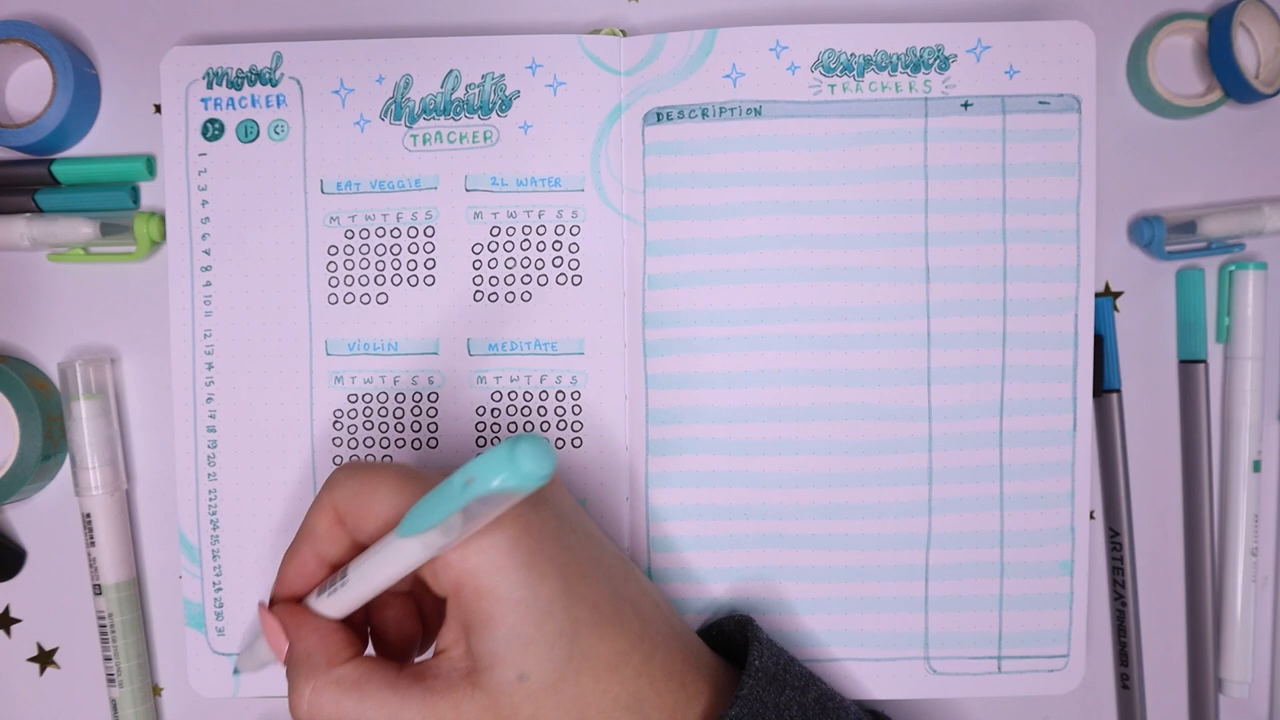 mood
TRACKER
1
2
3
4
5
6
7
8
9
10
11
12
13
14
15
16
17
18
19
20
21
22
23
24
25
26
27
28
29
30
31
habits
TRACKER
EAT VEGGIE
M T W T F S S
2L WATER
M T W T F S S
VIOLIN
M T W T F S S
MEDITATE
M T W T F S S
expenses
TRACKERS
DESCRIPTION + -
ARTEZA FINELINER 0.4